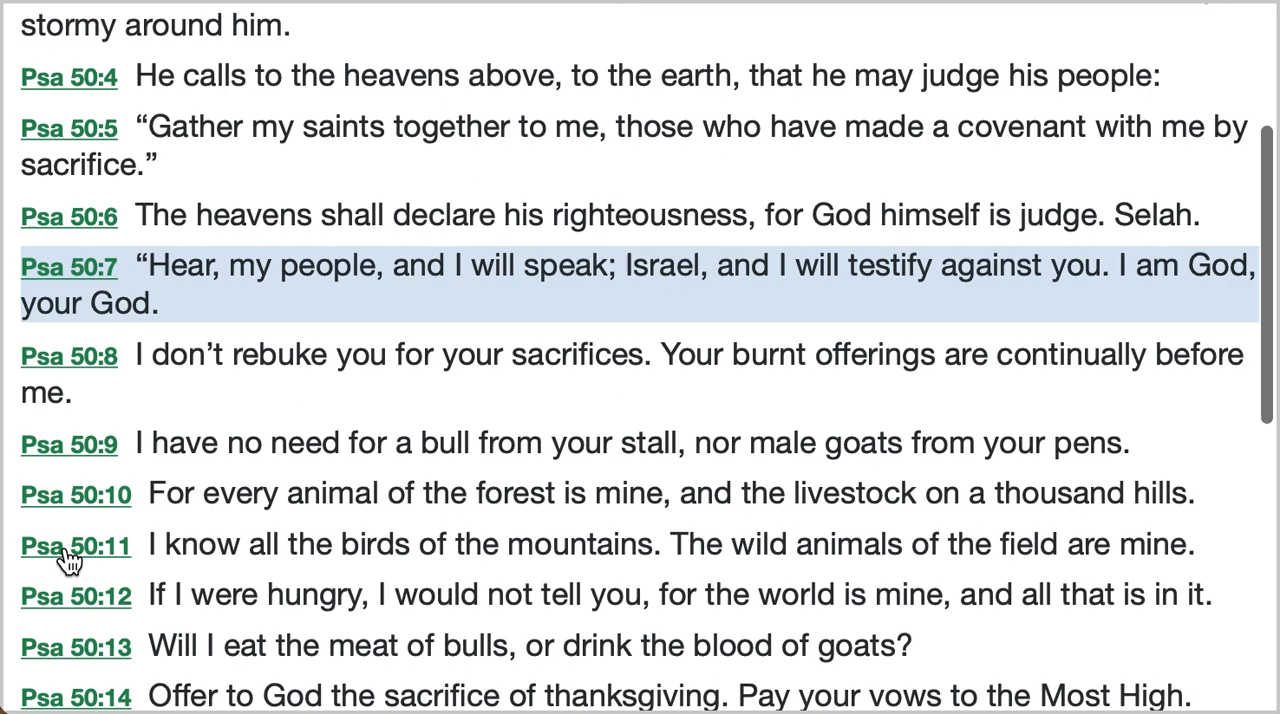 stormy around him.
Psa 50:4 He calls to the heavens above, to the earth, that he may judge his people:
Psa 50:5 “Gather my saints together to me, those who have made a covenant with me by
sacrifice.”
Psa 50:6 The heavens shall declare his righteousness, for God himself is judge. Selah.
Psa 50:7 “Hear, my people, and I will speak; Israel, and I will testify against you. I am God,
your God.
Psa 50:8 I don’t rebuke you for your sacrifices. Your burnt offerings are continually before
me.
Psa 50:9 I have no need for a bull from your stall, nor male goats from your pens.
Psa 50:10 For every animal of the forest is mine, and the livestock on a thousand hills.
Psa 50:11 I know all the birds of the mountains. The wild animals of the field are mine.
Psa 50:12 If I were hungry, I would not tell you, for the world is mine, and all that is in it.
Psa 50:13 Will I eat the meat of bulls, or drink the blood of goats?
Psa 50:14 Offer to God the sacrifice of thanksgiving. Pay your vows to the Most High.